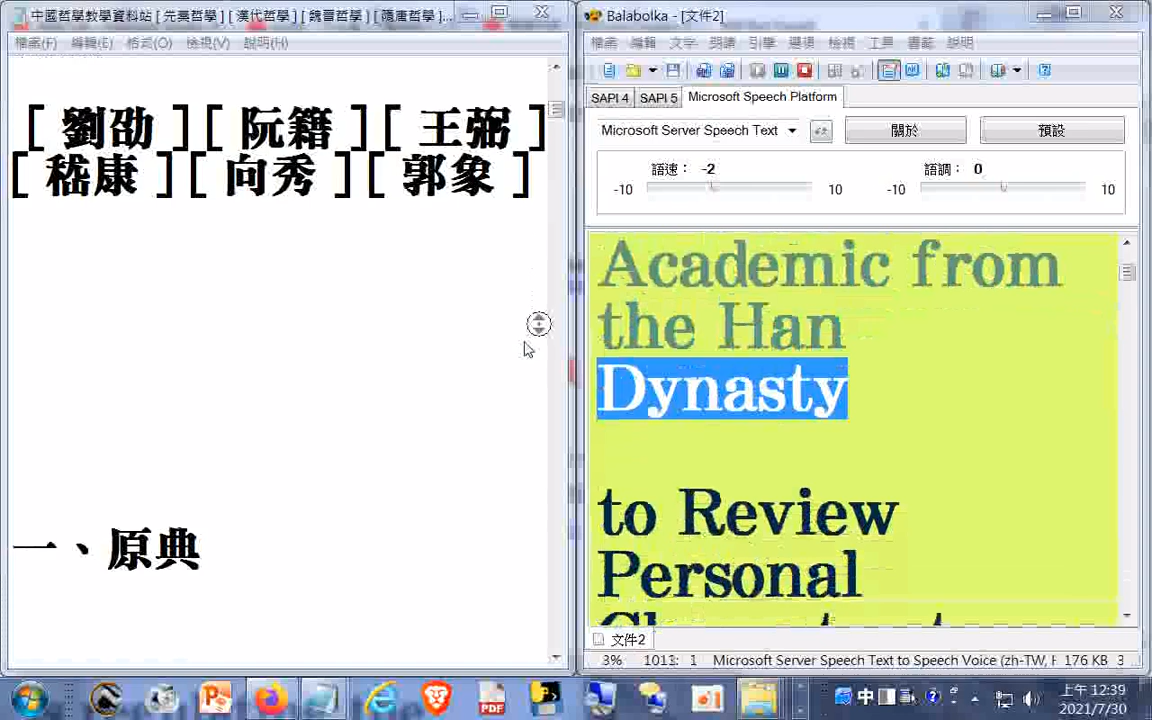 中國哲學教學資料站 [ 先秦哲學 ] [ 漢代哲學 ] [ 魏晉哲學 ] [ 隋唐哲學 ]...
檔案(F) 編輯(E) 格式(O) 檢視(V) 說明(H)
[ 劉劭 ][ 阮籍 ][ 王弼 ]
[ 嵇康 ][ 向秀 ][ 郭象 ]
一、原典
Balabolka - [文件2]
檔案 編輯 文字 朗讀 引擎 選項 檢視 工具 書籤 說明
SAPI 4 SAPI 5 Microsoft Speech Platform
Microsoft Server Speech Text 關於 預設
語速： -2 語調： 0
-10 10 -10 10
Academic from
the Han
Dynasty
to Review
Personal
文件2
3% 1013: 1 Microsoft Server Speech Text to Speech Voice (zh-TW, H 176 KB 3
PDF 中 上午 12:39
2021/7/30